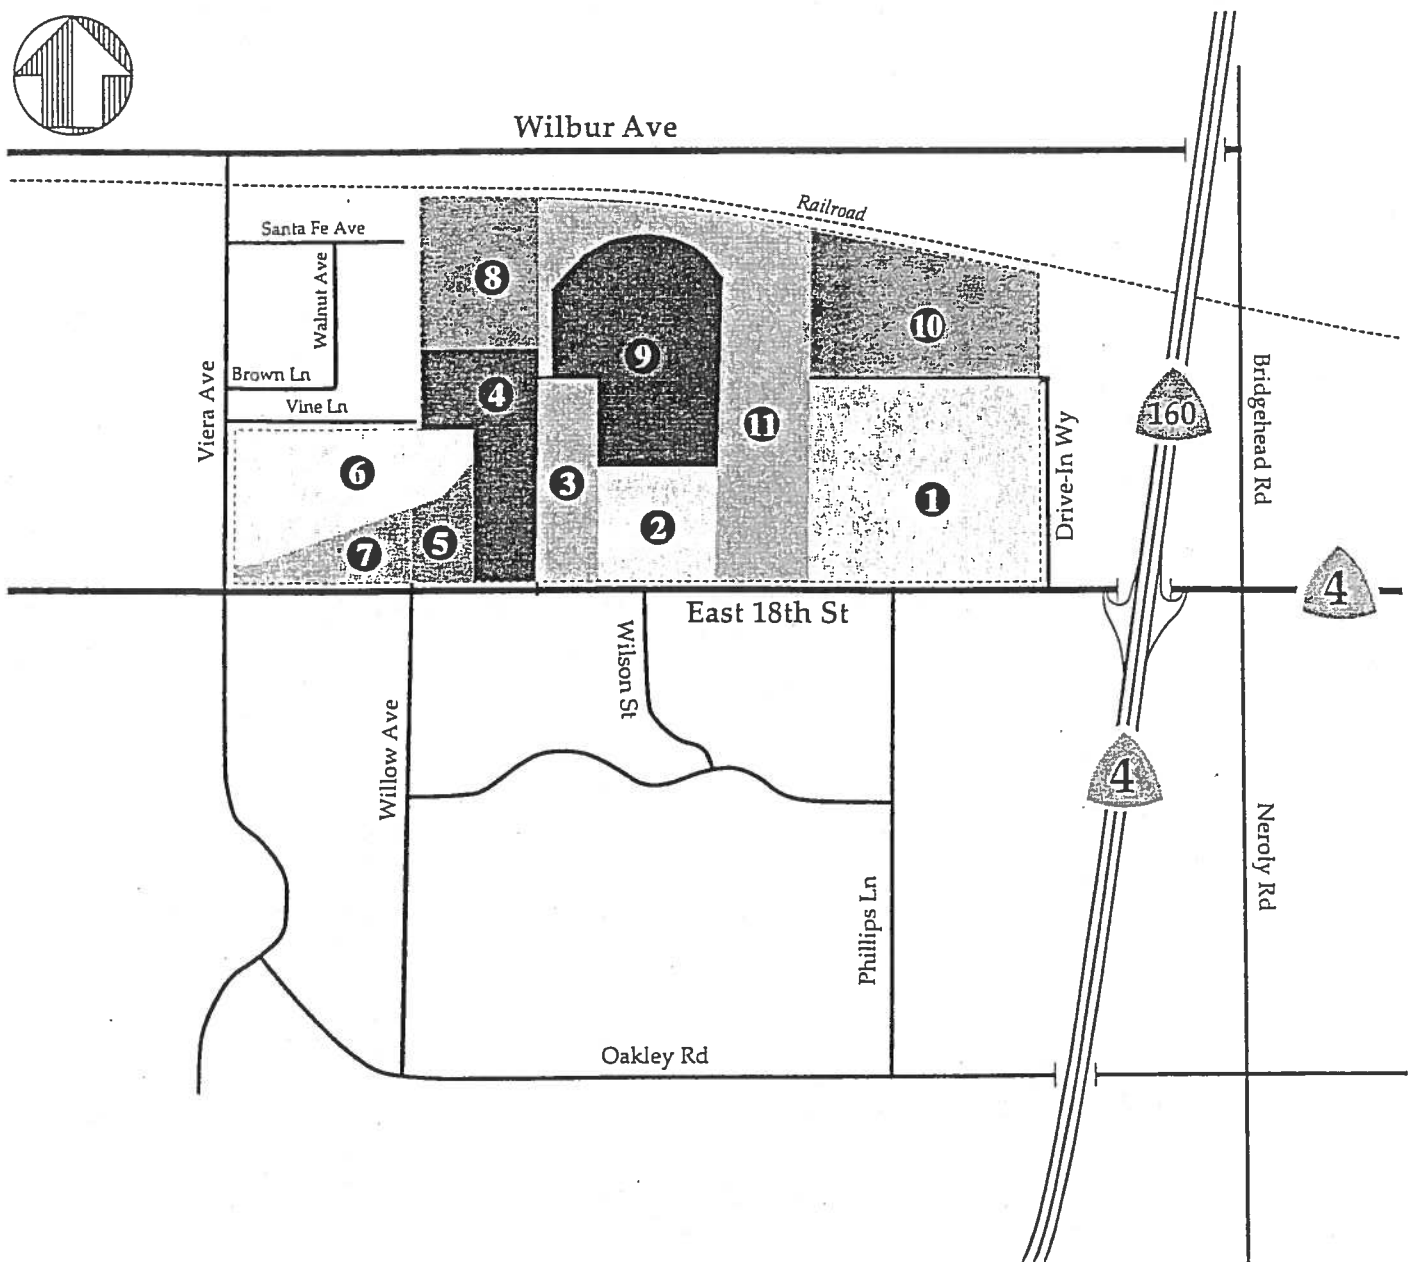 Wilbur Ave
Railroad
Santa Fe Ave
Walnut Ave
8
10
9
Brown Ln
4
Vine Ln
Viera Ave
160
Bridgehead Rd
11
6
3
1
Drive-In Wy
2
5
7
4
East 18th St
Wilson St
Willow Ave
4
Neroly Rd
Phillips Ln
Oakley Rd